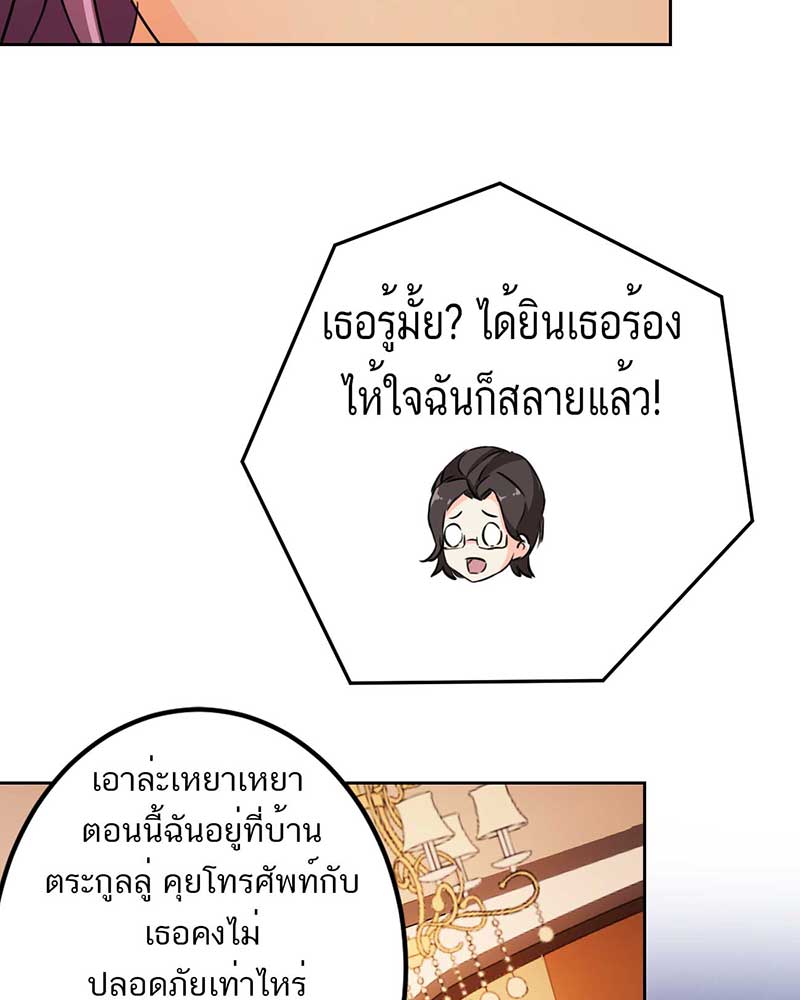 เธอรู้มั้ย? ได้ยินเธอร้อง
ไห้ใจฉันก็สลายแล้ว!
เอาล่ะเหยาเหยา
ตอนนี้ฉันอยู่ที่บ้าน
ตระกูลลู่ คุยโทรศัพท์กับ
เธอคงไม่
ปลอดภัยเท่าไหร่